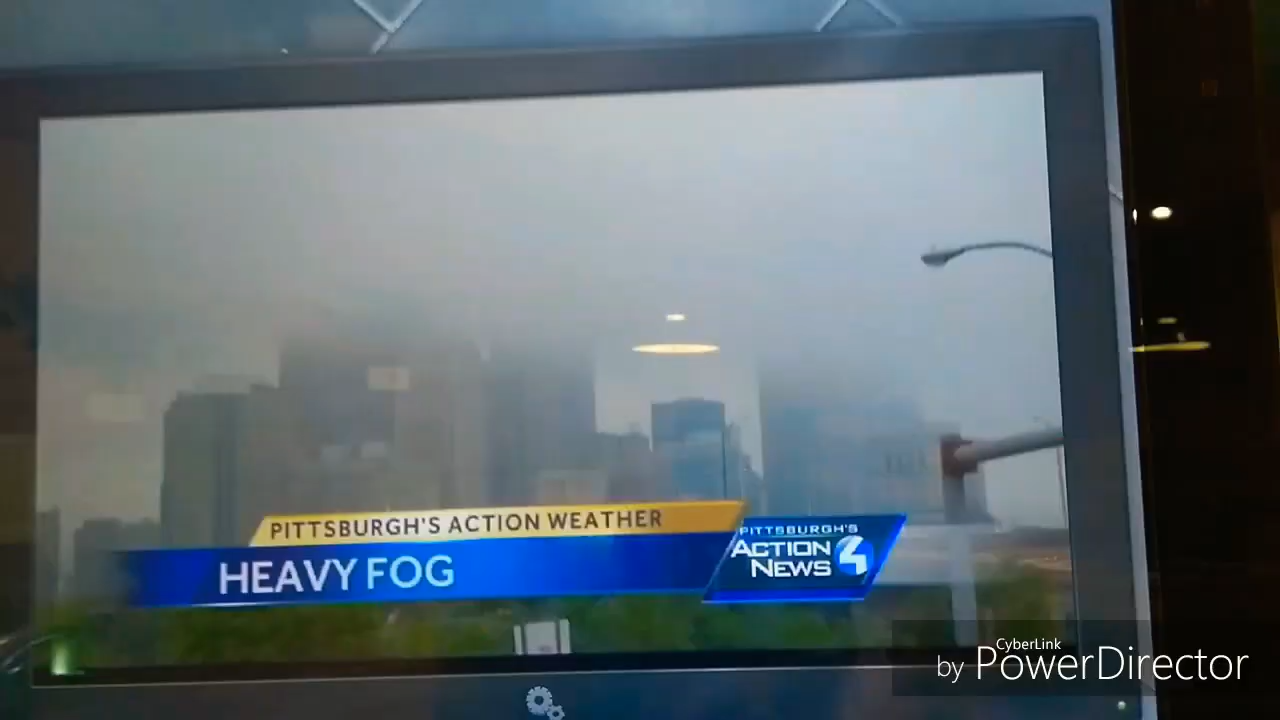 PITTSBURGH'S ACTION WEATHER
HEAVY FOG
PITTSBURGH'S
ACTION
NEWS 4
CyberLink
by PowerDirector